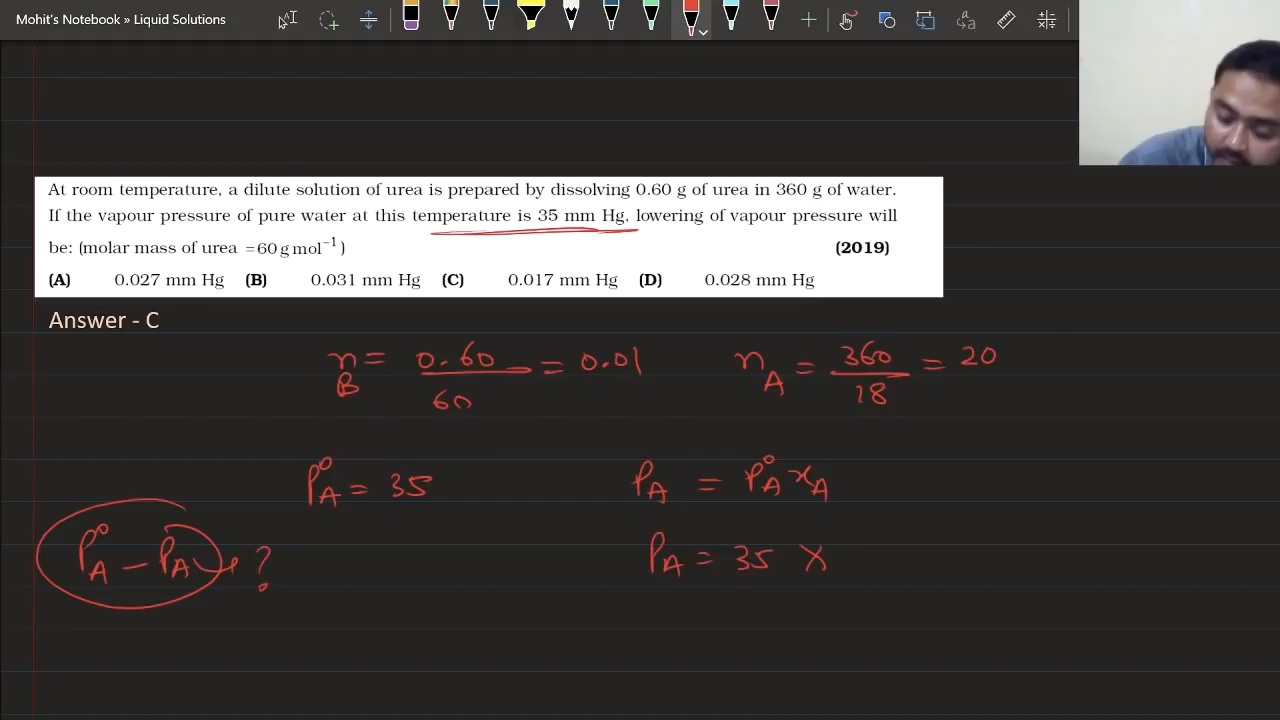 Mohit's Notebook » Liquid Solutions
At room temperature, a dilute solution of urea is prepared by dissolving 0.60 g of urea in 360 g of water.
If the vapour pressure of pure water at this temperature is 35 mm Hg, lowering of vapour pressure will
be: (molar mass of urea = 60 g mol⁻¹) (2019)
(A) 0.027 mm Hg (B) 0.031 mm Hg (C) 0.017 mm Hg (D) 0.028 mm Hg
Answer - C
n_B = 0.60/60 = 0.01 n_A = 360/18 = 20
P_A⁰ = 35 P_A = P_A⁰ x_A
P_A⁰ - P_A → ? P_A = 35 ×